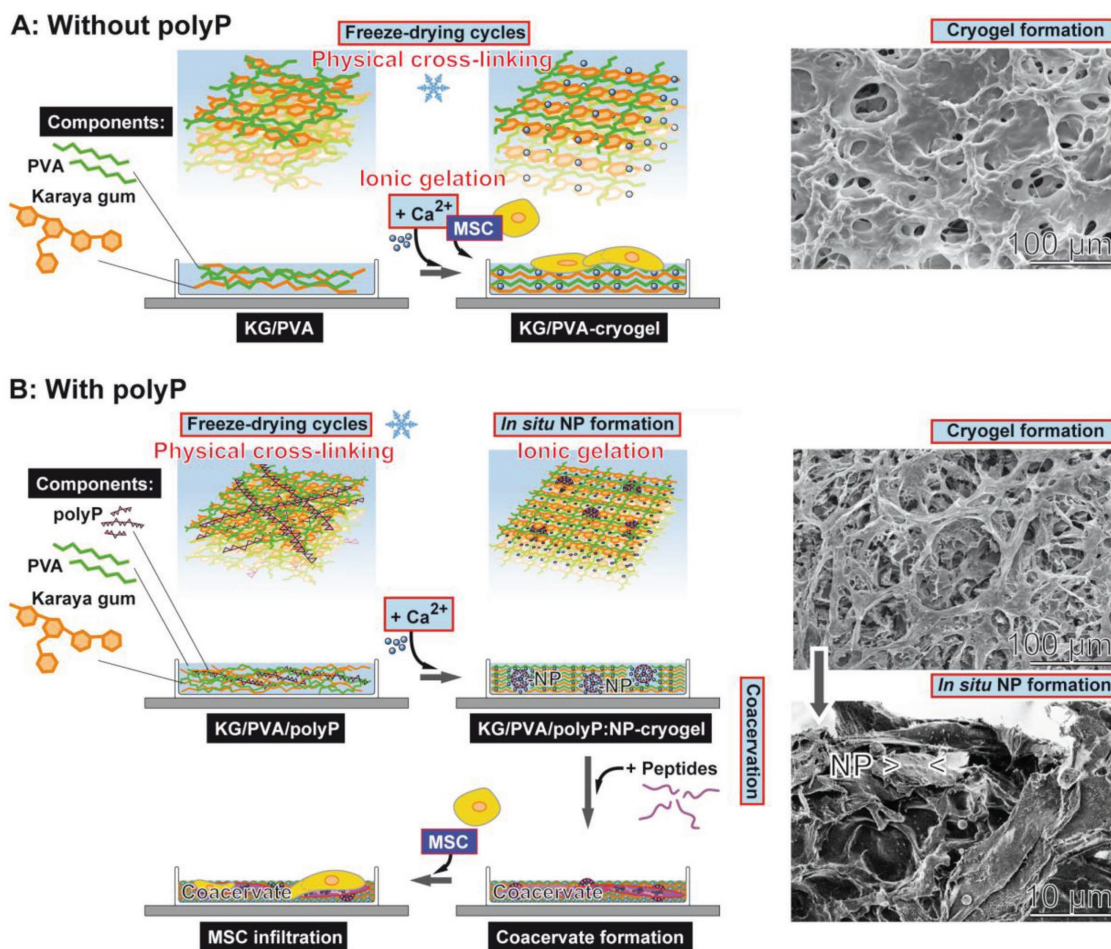 A: Without polyP
Freeze-drying cycles
Physical cross-linking
Components:
PVA
Karaya gum
Ionic gelation
+ Ca2+
MSC
KG/PVA
KG/PVA-cryogel
Cryogel formation
100 µm
B: With polyP
Freeze-drying cycles
Physical cross-linking
In situ NP formation
Ionic gelation
Components:
polyP
PVA
Karaya gum
+ Ca2+
NP
NP
KG/PVA/polyP
KG/PVA/polyP:NP-cryogel
+ Peptides
Coacervation
MSC
Coacervate
Coacervate
MSC infiltration
Coacervate formation
Cryogel formation
100 µm
In situ NP formation
NP > <
10 µm